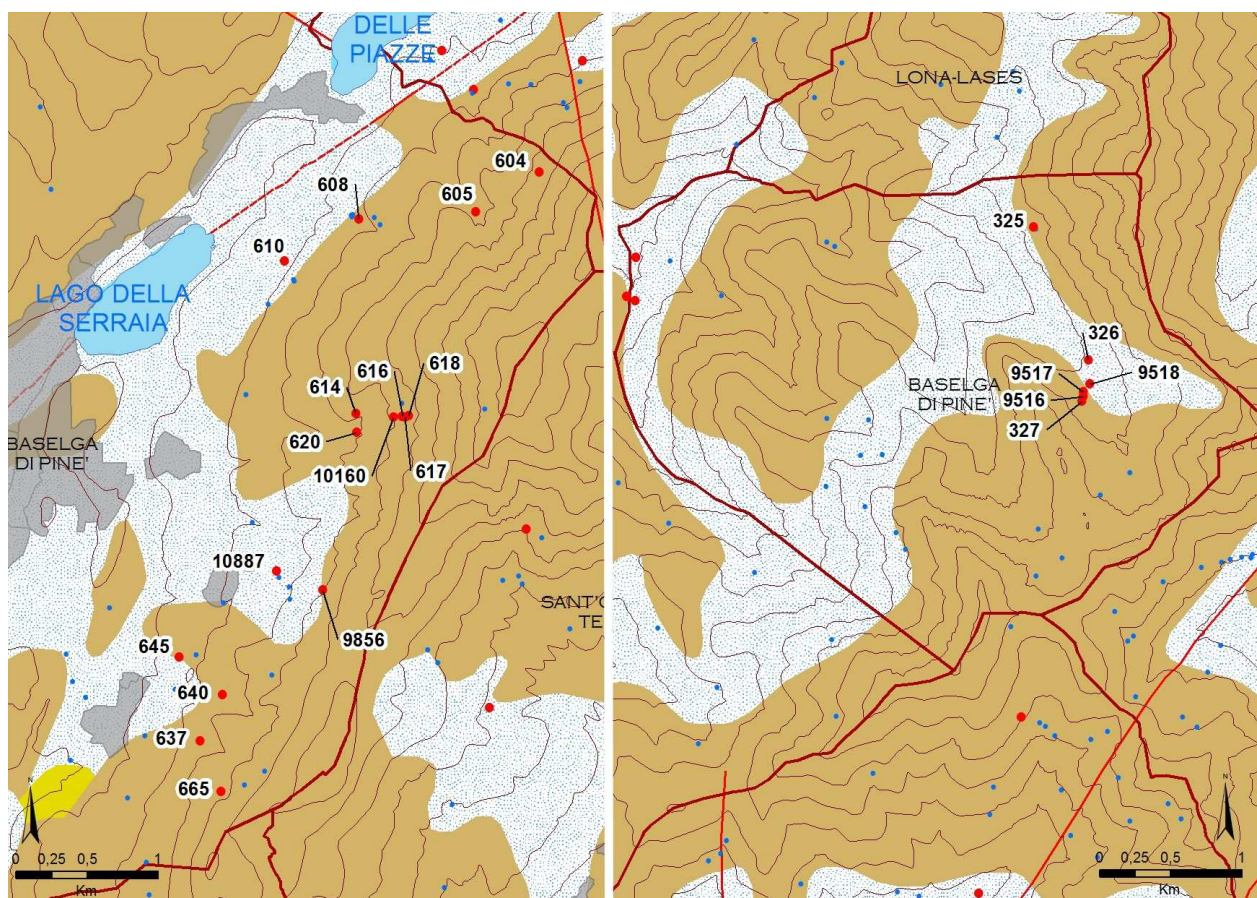 DELLE
PIAZZE
604
605
608
610
LAGO DELLA
SERRAIA
614
616
618
620
10160
617
BASELGA
DI PINE'
10887
9856
SANT'O
TE
645
640
637
665
N
0 0,25 0,5 1
Km
LONA-LASES
325
326
9517
9518
BASELGA
DI PINE'
9516
327
N
0 0,25 0,5 1
Km